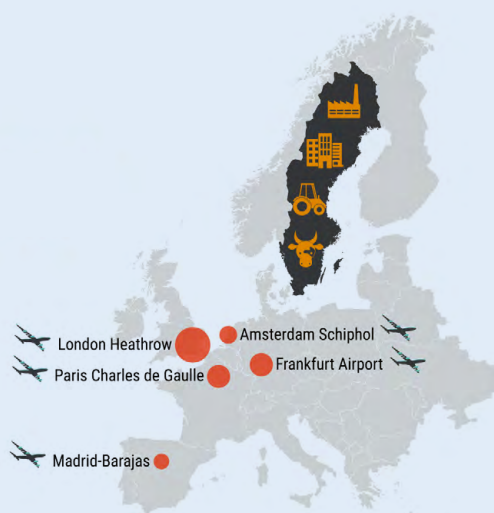 Amsterdam Schiphol
London Heathrow
Frankfurt Airport
Paris Charles de Gaulle
Madrid-Barajas